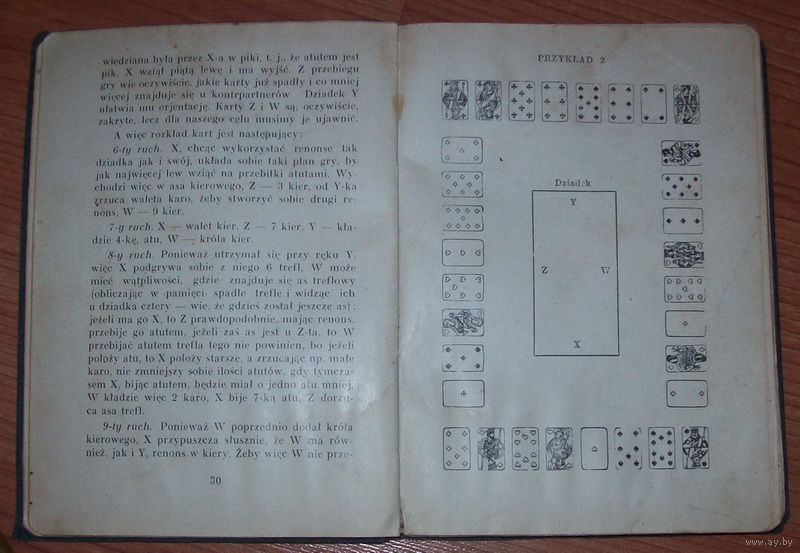 wiedziana była przez X-a w piki, t. j., że atutem jest
pik. X wziął piątą lewę i ma wyjść. Z przebiegu
gry wie oczywiście, jakie karty już spadły i co mniej
więcej znajduje się u kontrpartnerów Dziadek Y
ułatwia mu orjentację. Karty Z i W są, oczywiście,
zakryte, lecz dla naszego celu musimy je ujawnić.
A więc rozkład kart jest następujący:
6-ty ruch. X, chcąc wykorzystać renonse tak
dziadka jak i swój, układa sobie taki plan gry, by
jak najwięcej lew wziąć na przebitki atutami. Wy-
chodzi więc w asa kierowego, Z — 3 kier, od Y-ka
zrzuca waleta karo, żeby stworzyć sobie drugi re-
nons, W — 9 kier.
7-y ruch. X — walet kier, Z — 7 kier, Y — kła-
dzie 4-kę, atu, W — króla kier.
8-y ruch. Ponieważ utrzymał się przy ręku Y,
więc X podgrywa sobie z niego 6 trefl, W może
mieć wątpliwości, gdzie znajduje się as treflowy
(obliczając w pamięci spadłe trefle i widząc ich
u dziadka cztery — wie, że gdzieś został jeszcze as):
jeżeli ma go X, to Z prawdopodobnie, mając renons,
przebije go atutem, jeżeli zaś as jest u Z-ta, to W
przebijać atutem trefla tego nie powinien, bo jeżeli
położy atu, to X położy starsze, a zrzucając np. małe
karo, nie zmniejszy sobie ilości atutów, gdy tymcza-
sem X, bijąc atutem, będzie miał o jedno atu mniej.
W kładzie więc 2 karo, X bije 7-ką atu, Z dorzu-
ca asa trefl.
9-ty ruch. Ponieważ W poprzednio dodał króla
kierowego, X przypuszcza słusznie, że W ma rów-
nież, jak i Y, renons w kiery. Żeby więc W nie prze-
30
PRZYKŁAD 2
Dziadek
Y
Z W
X
www.ay.by